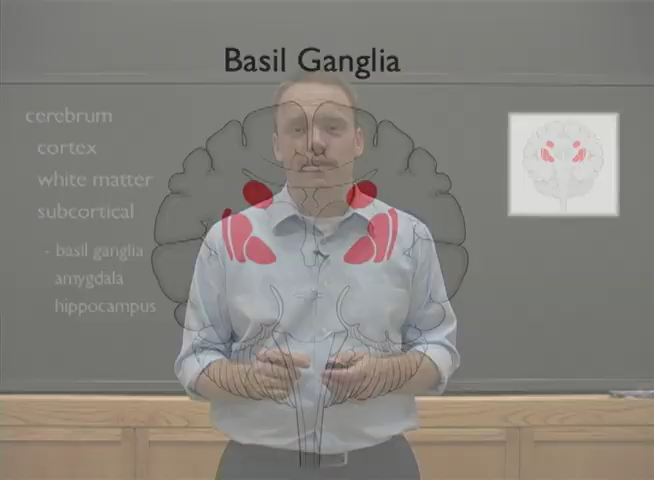 Basil Ganglia
cerebrum
cortex
white matter
subcortical
- basil ganglia
amygdala
hippocampus